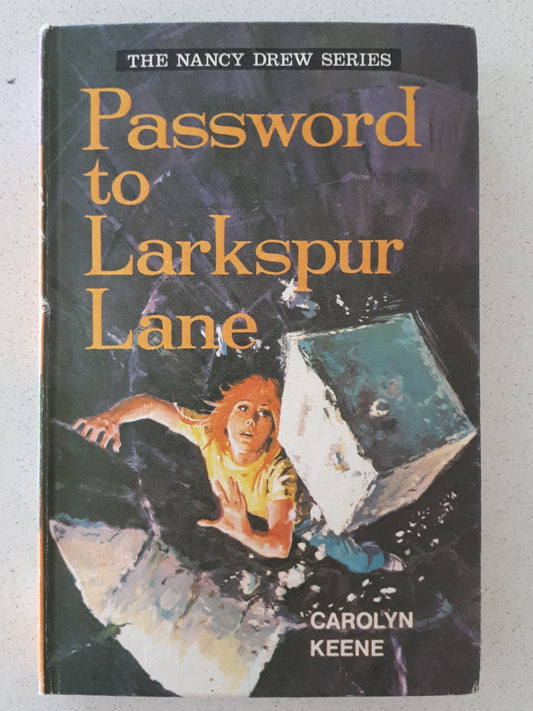 THE NANCY DREW SERIES
Password
to
Larkspur
Lane
CAROLYN
KEENE